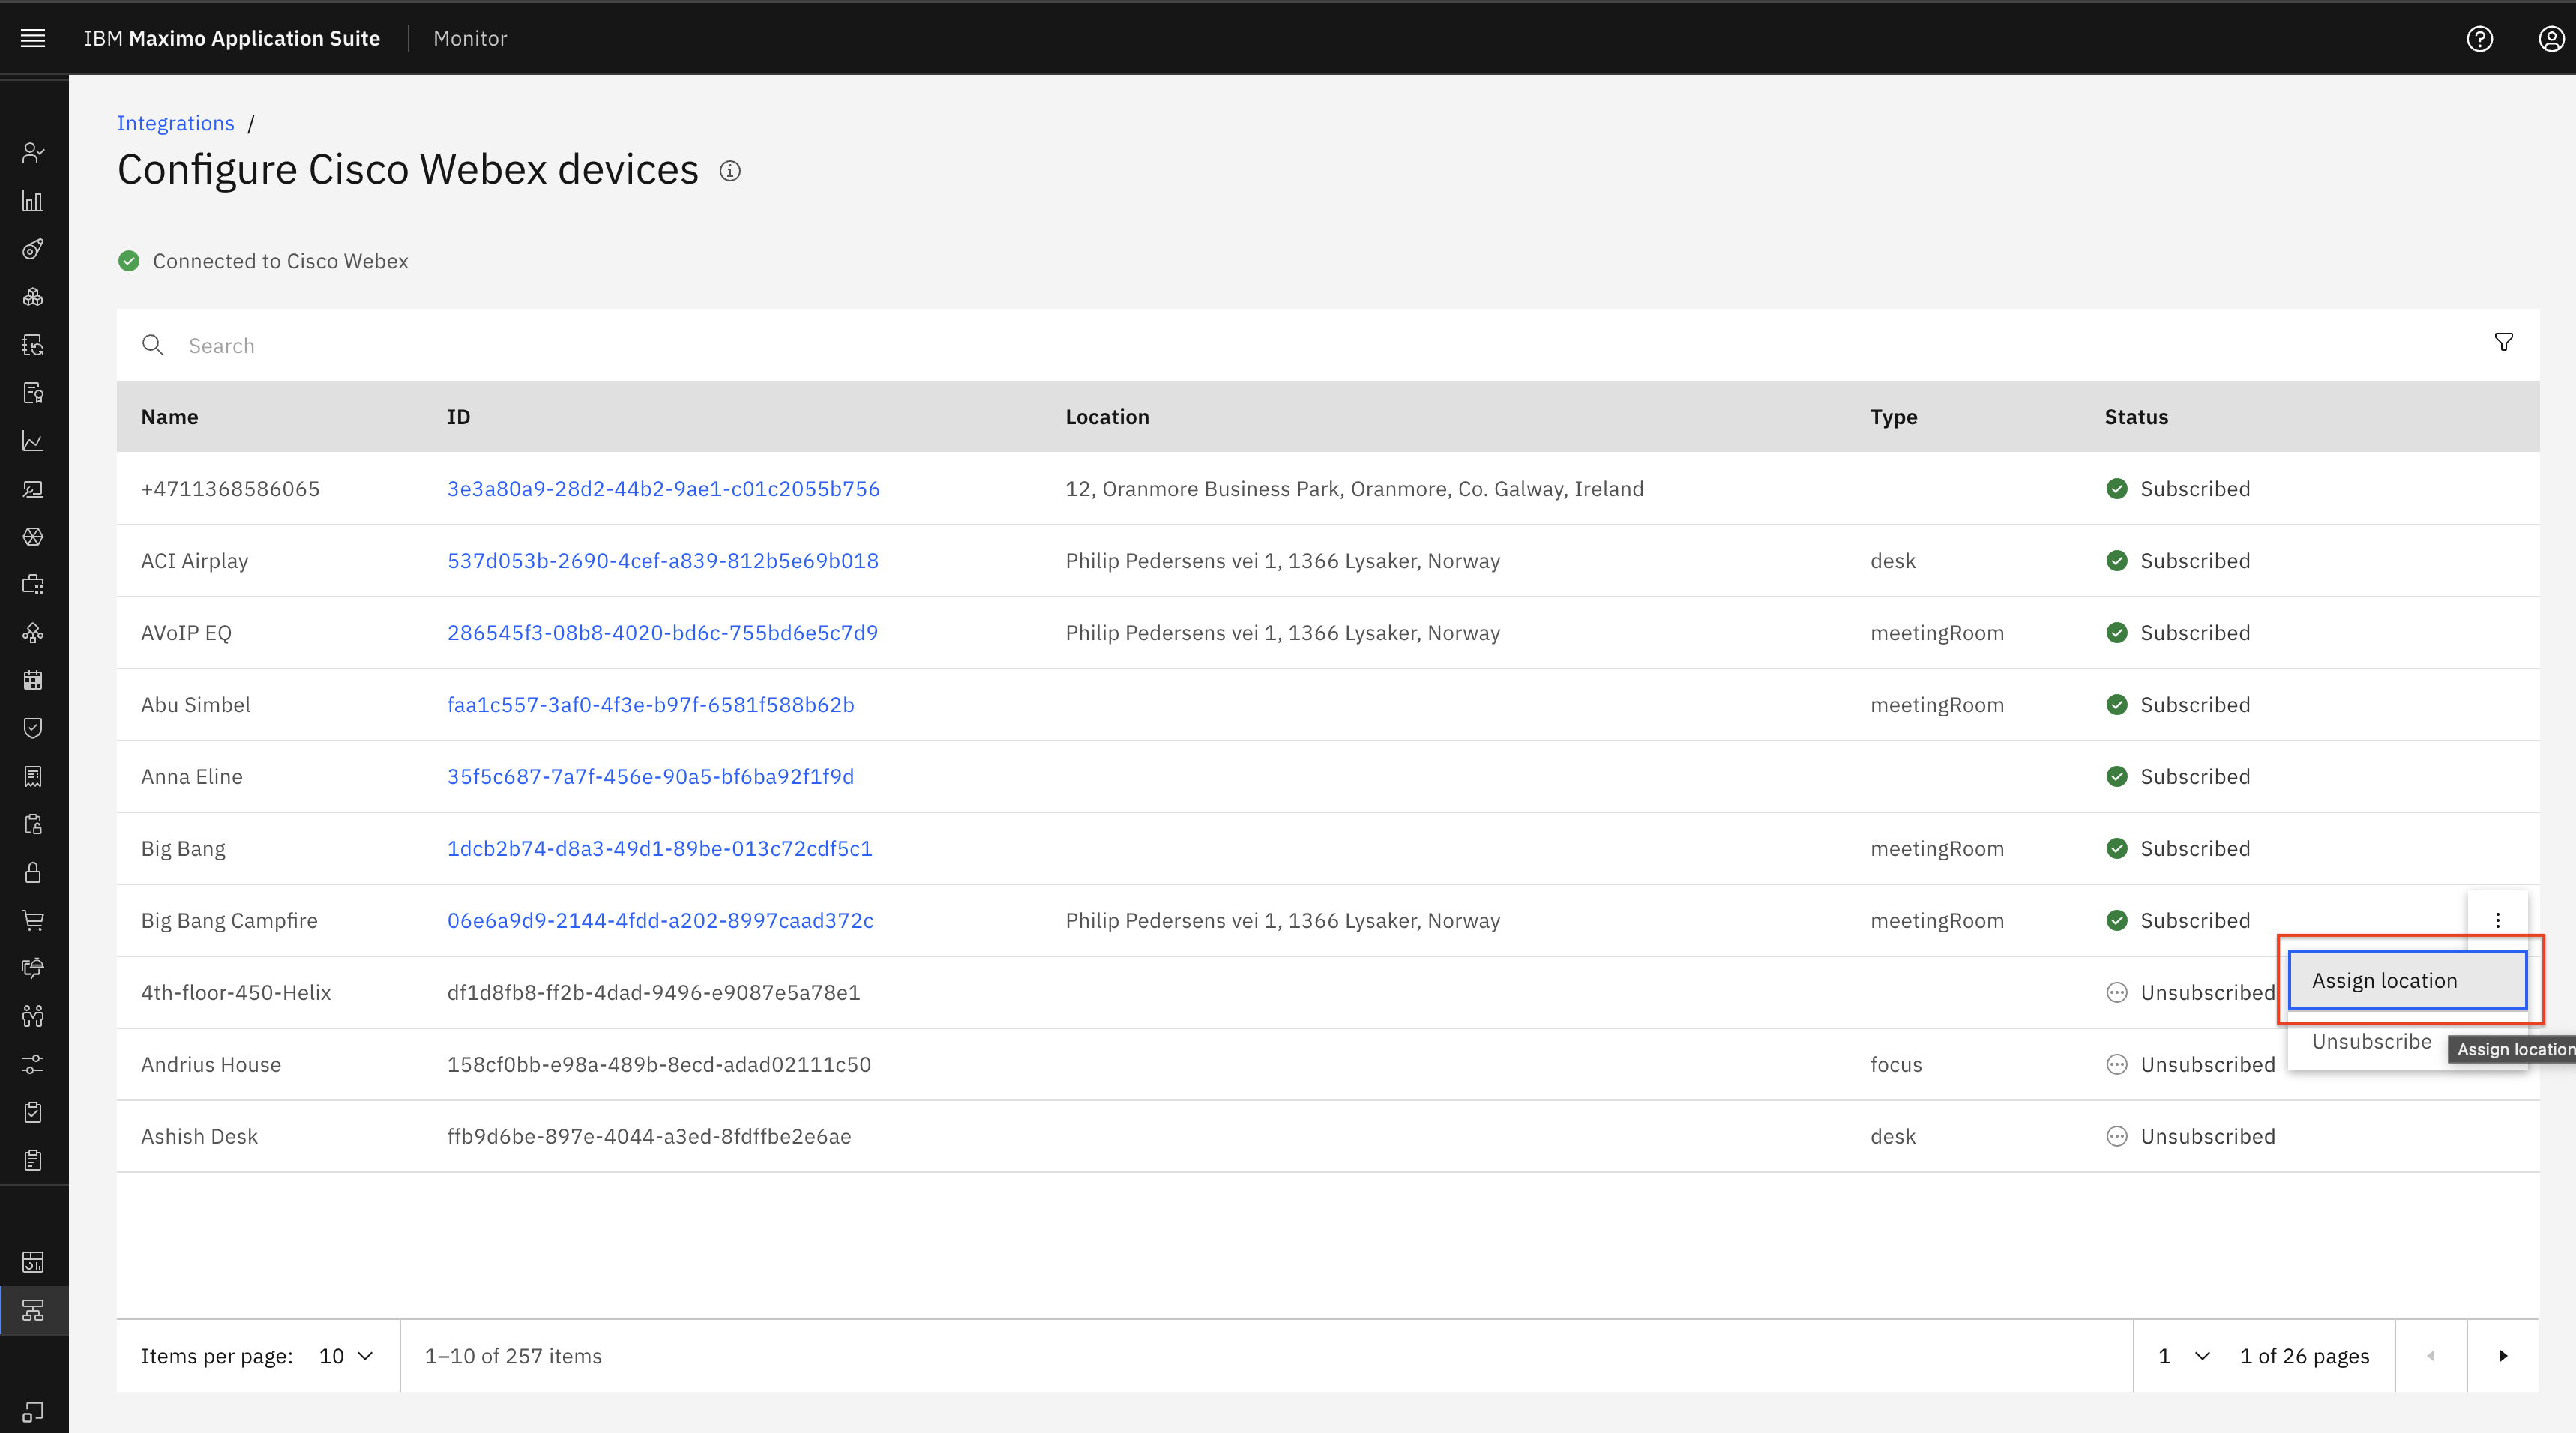 IBM Maximo Application Suite Monitor
Integrations /
Configure Cisco Webex devices
Connected to Cisco Webex
Search
Name ID Location Type Status
+4711368586065 3e3a80a9-28d2-44b2-9ae1-c01c2055b756 12, Oranmore Business Park, Oranmore, Co. Galway, Ireland Subscribed
ACI Airplay 537d053b-2690-4cef-a839-812b5e69b018 Philip Pedersens vei 1, 1366 Lysaker, Norway desk Subscribed
AVoIP EQ 286545f3-08b8-4020-bd6c-755bd6e5c7d9 Philip Pedersens vei 1, 1366 Lysaker, Norway meetingRoom Subscribed
Abu Simbel faa1c557-3af0-4f3e-b97f-6581f588b62b meetingRoom Subscribed
Anna Eline 35f5c687-7a7f-456e-90a5-bf6ba92f1f9d Subscribed
Big Bang 1dcb2b74-d8a3-49d1-89be-013c72cdf5c1 meetingRoom Subscribed
Big Bang Campfire 06e6a9d9-2144-4fdd-a202-8997caad372c Philip Pedersens vei 1, 1366 Lysaker, Norway meetingRoom Subscribed
Assign location
4th-floor-450-Helix df1d8fb8-ff2b-4dad-9496-e9087e5a78e1 Unsubscribed
Unsubscribe
Assign location
Andrius House 158cf0bb-e98a-489b-8ecd-adad02111c50 focus Unsubscribed
Ashish Desk ffb9d6be-897e-4044-a3ed-8fdffbe2e6ae desk Unsubscribed
Items per page: 10 1–10 of 257 items 1 1 of 26 pages